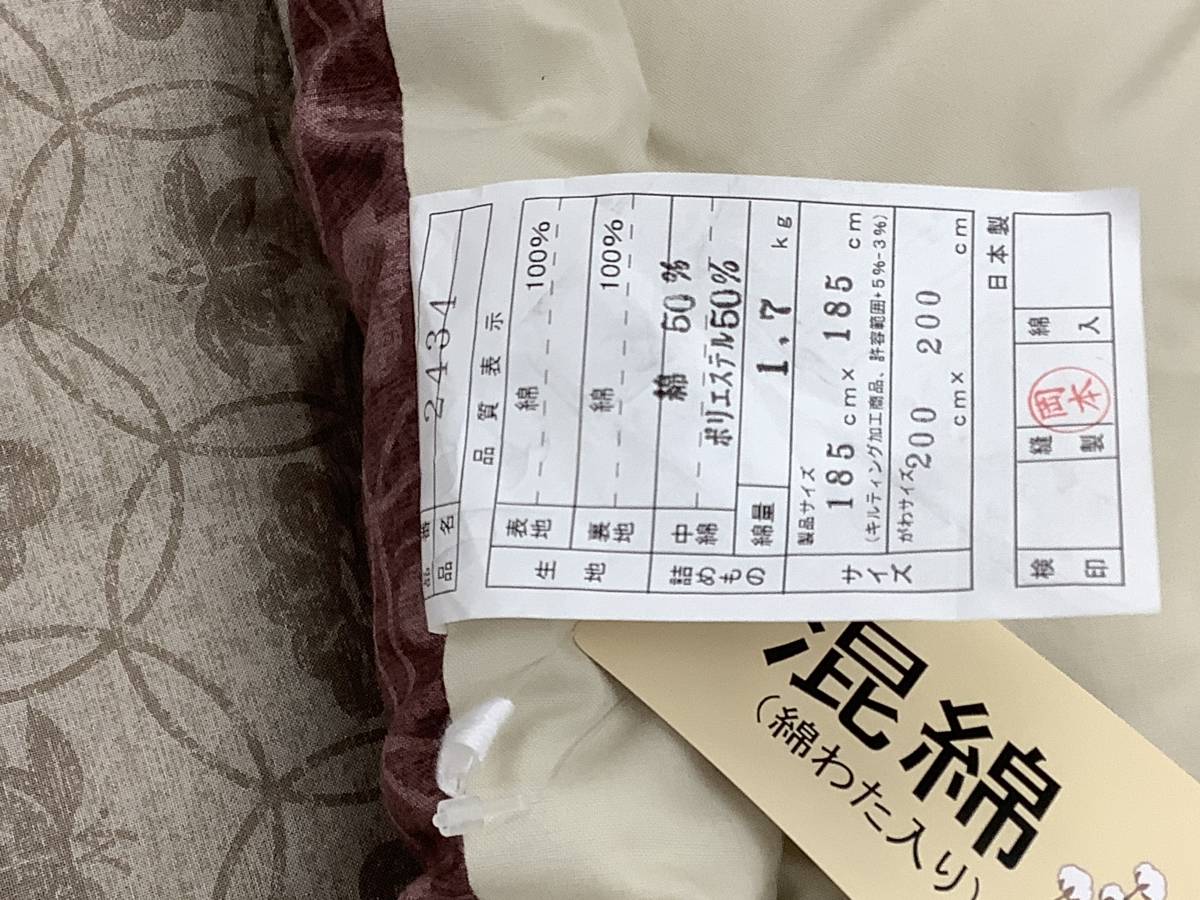 品番 2434
品名
品質表示
生地 表地 綿 100%
裏地 綿 100%
詰めもの 中綿 綿 50%
ポリエステル50%
綿量 1,7 kg
サイズ 製品サイズ
185 cm× 185 cm
(キルティング加工商品、許容範囲+5%-3%)
がわサイズ
200 cm× 200 cm
日本製
検印 縫製 岡本 綿入
混綿
(綿わた入り)